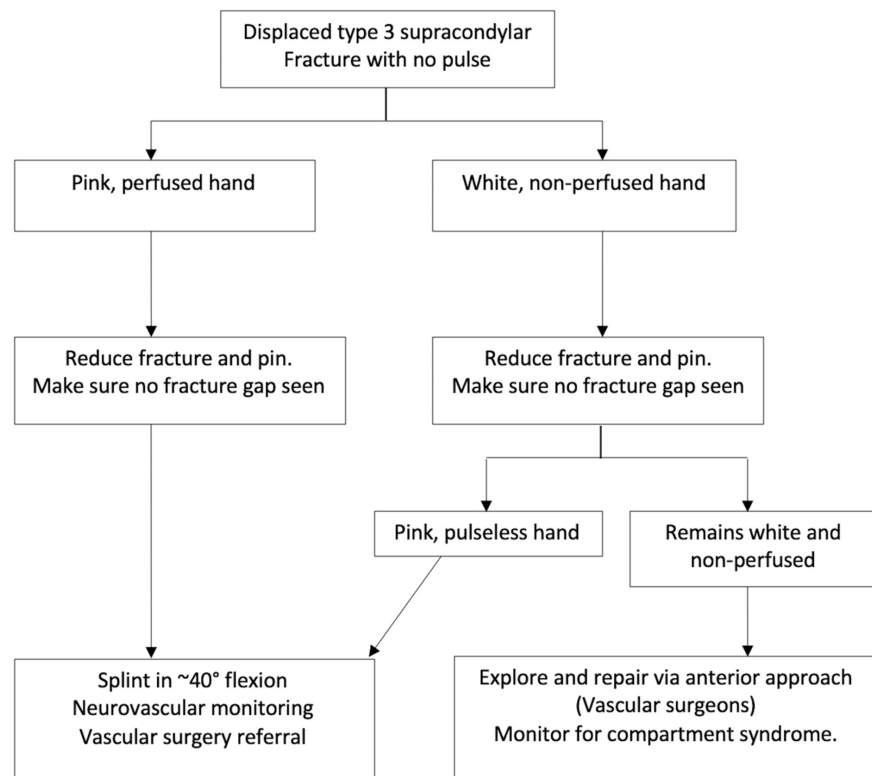 Displaced type 3 supracondylar
Fracture with no pulse
Pink, perfused hand
White, non-perfused hand
Reduce fracture and pin.
Make sure no fracture gap seen
Reduce fracture and pin.
Make sure no fracture gap seen
Pink, pulseless hand
Remains white and
non-perfused
Splint in ~40° flexion
Neurovascular monitoring
Vascular surgery referral
Explore and repair via anterior approach
(Vascular surgeons)
Monitor for compartment syndrome.